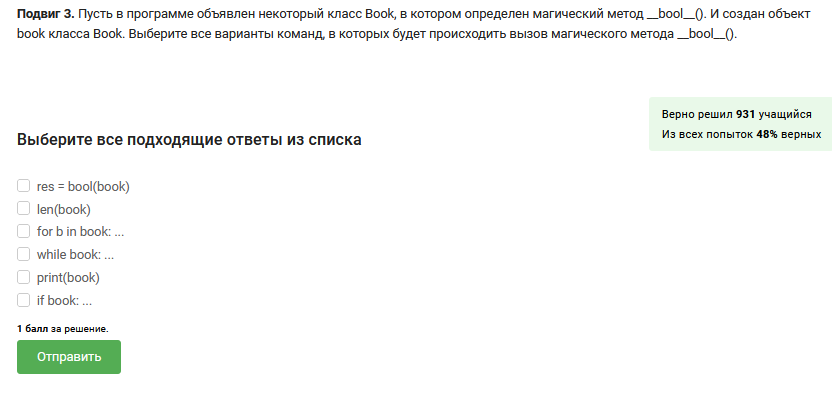 Подвиг 3. Пусть в программе объявлен некоторый класс Book, в котором определен магический метод __bool__(). И создан объект
book класса Book. Выберите все варианты команд, в которых будет происходить вызов магического метода __bool__().
Верно решил 931 учащийся
Из всех попыток 48% верных
Выберите все подходящие ответы из списка
res = bool(book)
len(book)
for b in book: ...
while book: ...
print(book)
if book: ...
1 балл за решение.
Отправить